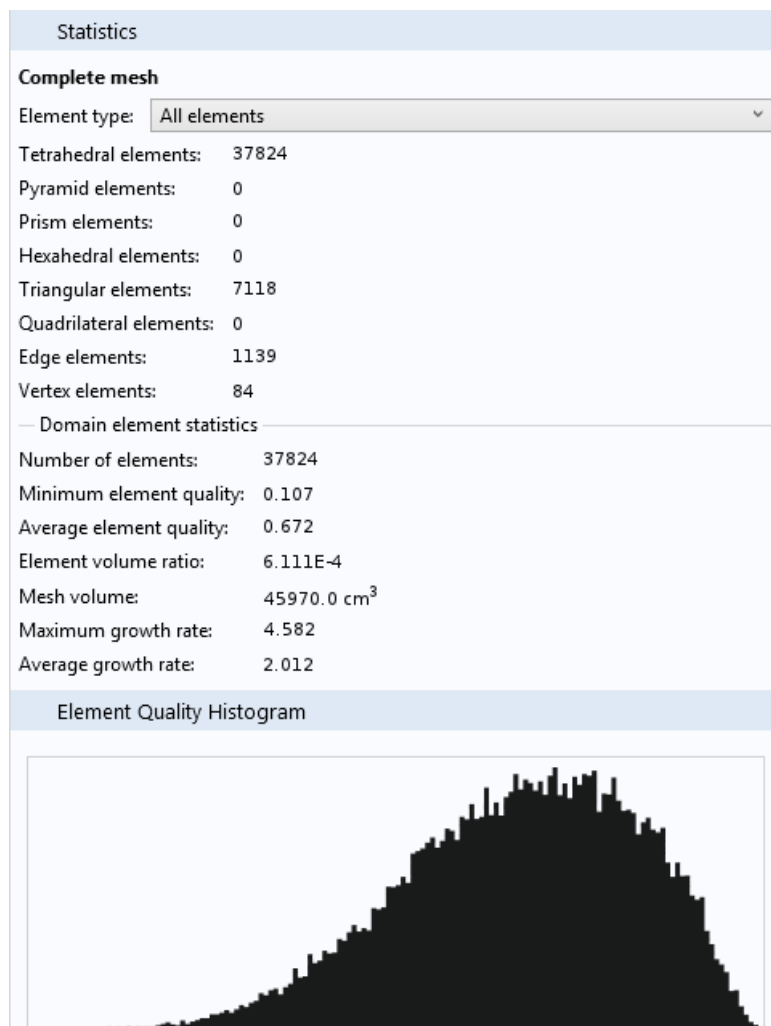 Statistics
Complete mesh
Element type: All elements
Tetrahedral elements: 37824
Pyramid elements: 0
Prism elements: 0
Hexahedral elements: 0
Triangular elements: 7118
Quadrilateral elements: 0
Edge elements: 1139
Vertex elements: 84
Domain element statistics
Number of elements: 37824
Minimum element quality: 0.107
Average element quality: 0.672
Element volume ratio: 6.111E-4
Mesh volume: 45970.0 cm³
Maximum growth rate: 4.582
Average growth rate: 2.012
Element Quality Histogram